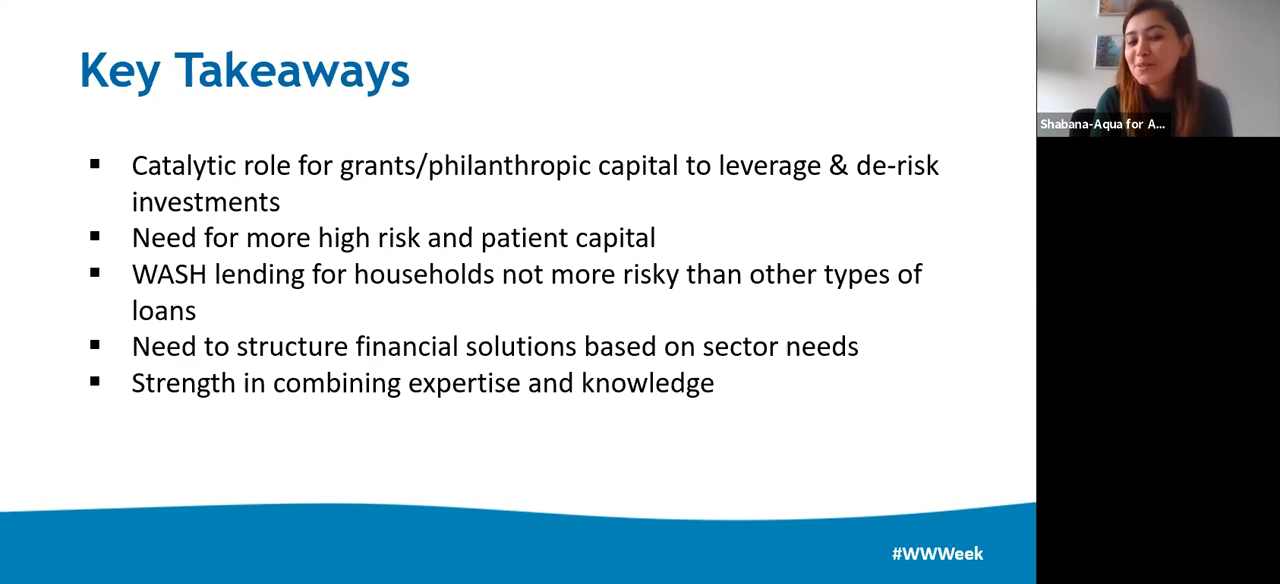 Key Takeaways
▪ Catalytic role for grants/philanthropic capital to leverage & de-risk
investments
▪ Need for more high risk and patient capital
▪ WASH lending for households not more risky than other types of
loans
▪ Need to structure financial solutions based on sector needs
▪ Strength in combining expertise and knowledge
#WWWeek
Shabana-Aqua for A...